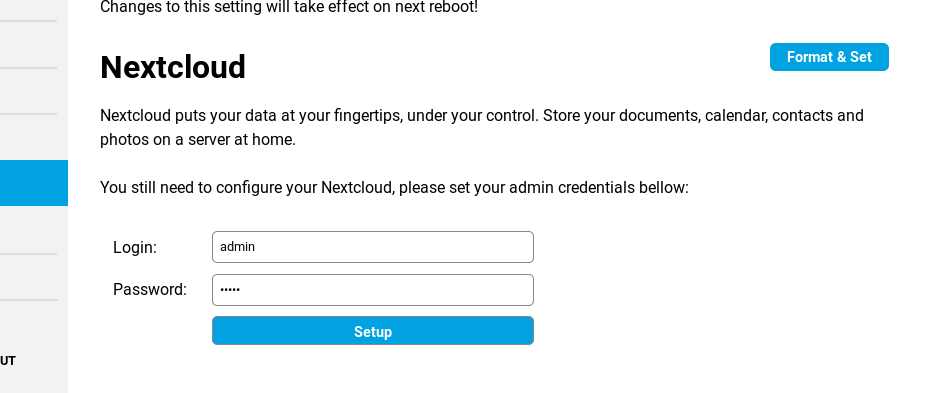 Changes to this setting will take effect on next reboot!
Nextcloud
Format & Set
Nextcloud puts your data at your fingertips, under your control. Store your documents, calendar, contacts and
photos on a server at home.
You still need to configure your Nextcloud, please set your admin credentials bellow:
Login:
admin
Password:
•••••
Setup
UT